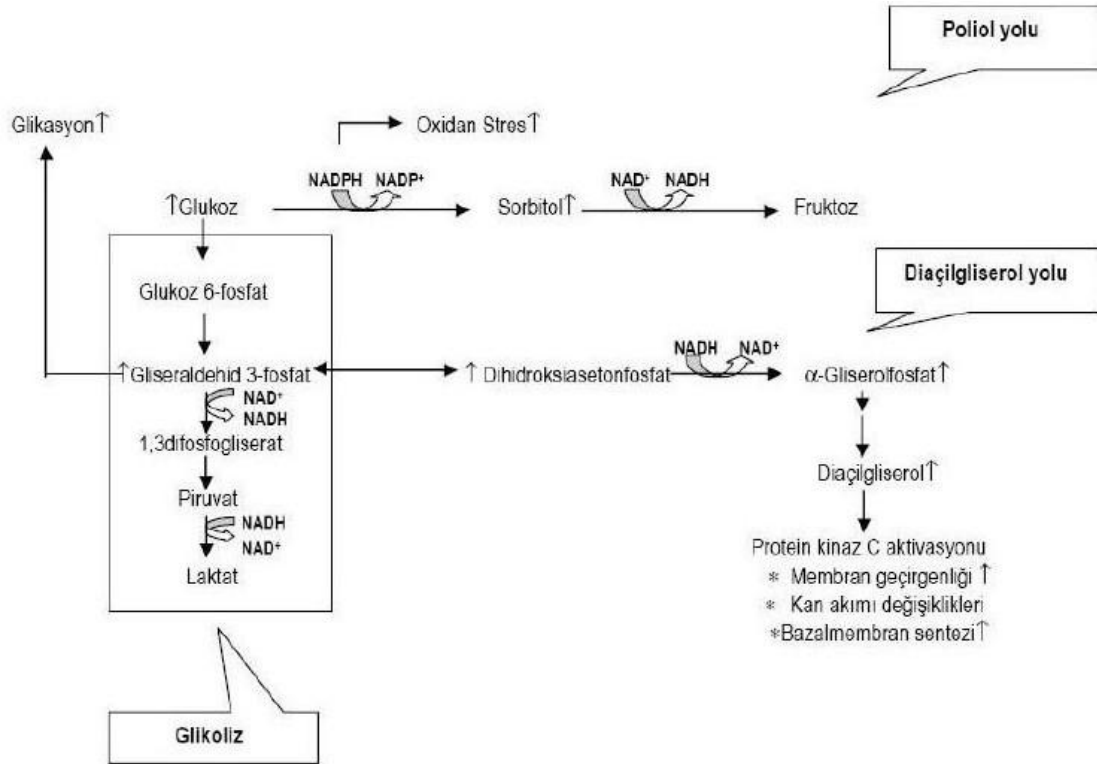 Poliol yolu
Glikasyon↑
Oxidan Stres↑
NADPH NADP+
NAD+ NADH
↑Glukoz
Sorbitol↑
Fruktoz
Diaçilgliserol yolu
Glukoz 6-fosfat
NADH NAD+
↑Gliseraldehid 3-fosfat
↑ Dihidroksiasetonfosfat
α-Gliserolfosfat↑
NAD+
NADH
1,3difosfogliserat
Diaçilgliserol↑
Piruvat
NADH
NAD+
Laktat
Protein kinaz C aktivasyonu
* Membran geçirgenliği ↑
* Kan akımı değişiklikleri
*Bazalmembran sentezi↑
Glikoliz